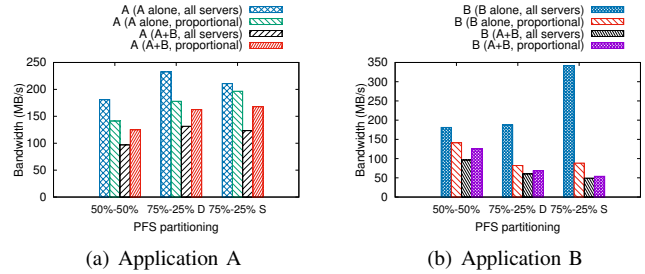 A (A alone, all servers)
A (A alone, proportional)
A (A+B, all servers)
A (A+B, proportional)
250
200
150
100
50
0
Bandwidth (MB/s)
50%-50% 75%-25% D 75%-25% S
PFS partitioning
(a) Application A
B (B alone, all servers)
B (B alone, proportional)
B (A+B, all servers)
B (A+B, proportional)
350
300
250
200
150
100
50
0
Bandwidth (MB/s)
50%-50% 75%-25% D 75%-25% S
PFS partitioning
(b) Application B